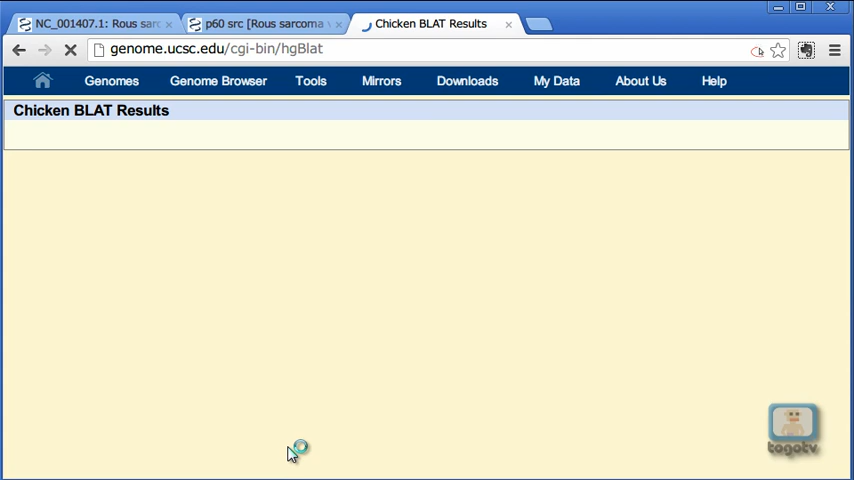 NC_001407.1: Rous sarc
p60 src [Rous sarcoma v
Chicken BLAT Results
genome.ucsc.edu/cgi-bin/hgBlat
Genomes Genome Browser Tools Mirrors Downloads My Data About Us Help
Chicken BLAT Results
togotv